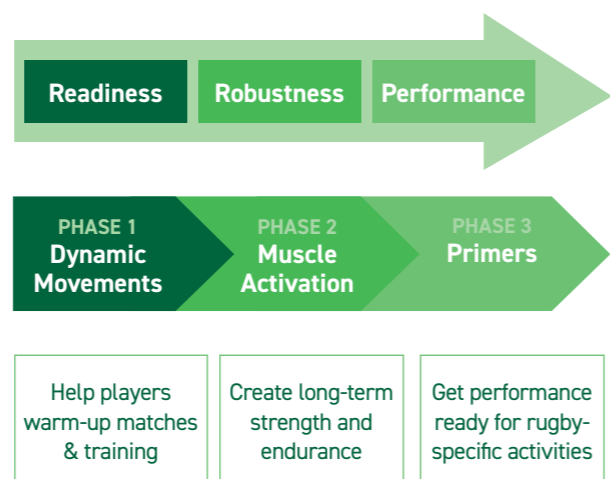 Readiness
Robustness
Performance
PHASE 1
Dynamic
Movements
PHASE 2
Muscle
Activation
PHASE 3
Primers
Help players
warm-up matches
& training
Create long-term
strength and
endurance
Get performance
ready for rugby-
specific activities